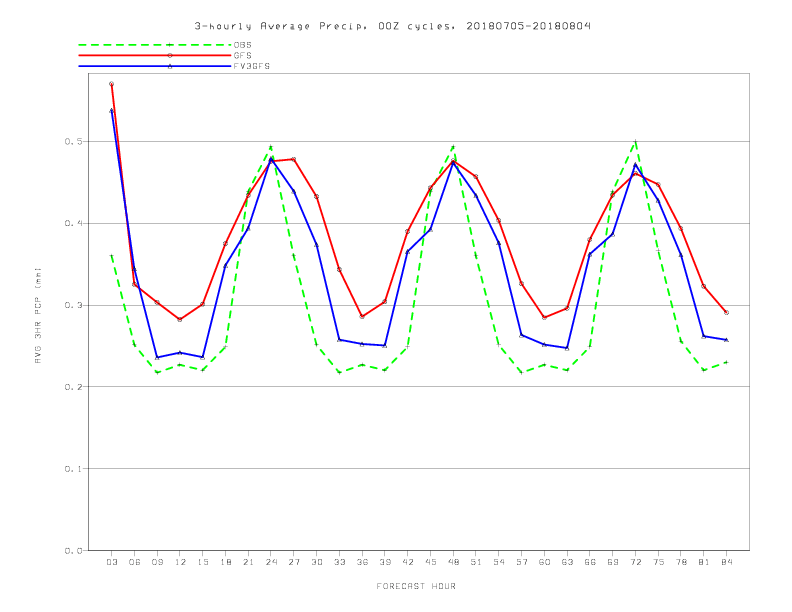 3-hourly Average Precip, 00Z cycles, 20180705-20180804
OBS
GFS
FV3GFS
0.5
0.4
0.3
0.2
0.1
0.0
AVG 3HR PCP (mm)
03 06 09 12 15 18 21 24 27 30 33 36 39 42 45 48 51 54 57 60 63 66 69 72 75 78 81 84
FORECAST HOUR